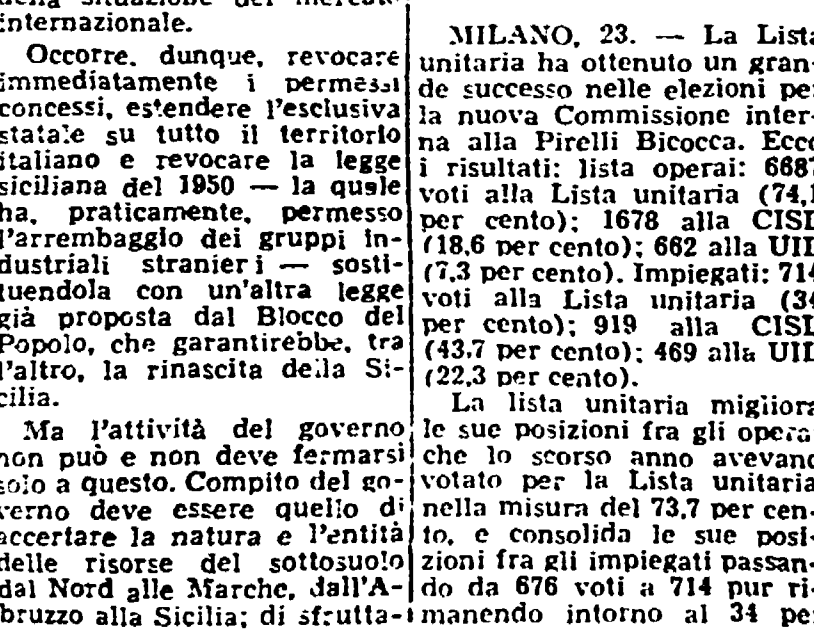 della situazione del mercato
internazionale.
Occorre, dunque, revocare
immediatamente i permessi
concessi, estendere l'esclusiva
statale su tutto il territorio
italiano e revocare la legge
siciliana del 1950 — la quale
ha, praticamente, permesso
l'arrembaggio dei gruppi in-
dustriali stranieri — sosti-
tuendola con un'altra legge
già proposta dal Blocco del
Popolo, che garantirebbe, tra
l'altro, la rinascita della Si-
cilia.
Ma l'attività del governo
non può e non deve fermarsi
solo a questo. Compito del go-
verno deve essere quello di
accertare la natura e l'entità
delle risorse del sottosuolo
dal Nord alle Marche, dall'A-
bruzzo alla Sicilia; di sfrutta-
MILANO, 23. — La Lista
unitaria ha ottenuto un gran-
de successo nelle elezioni per
la nuova Commissione inter-
na alla Pirelli Bicocca. Ecco
i risultati: lista operai: 6687
voti alla Lista unitaria (74,1
per cento); 1678 alla CISL
(18,6 per cento); 662 alla UIL
(7,3 per cento). Impiegati: 714
voti alla Lista unitaria (34
per cento); 919 alla CISL
(43,7 per cento); 469 alla UIL
(22,3 per cento).
La lista unitaria migliora
le sue posizioni fra gli operai
che lo scorso anno avevano
votato per la Lista unitaria
nella misura del 73,7 per cen-
to, e consolida le sue posi-
zioni fra gli impiegati passan-
do da 676 voti a 714 pur ri-
manendo intorno al 34 per